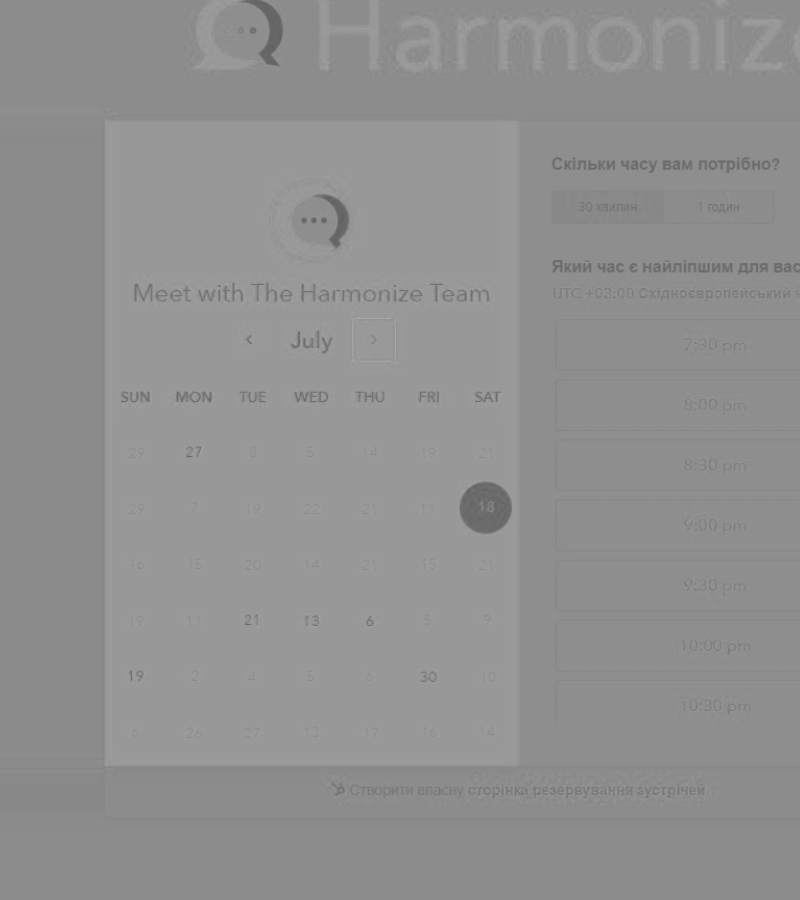 Harmonize
Meet with The Harmonize Team
July
SUN MON TUE WED THU FRI SAT
29 27 8 5 14 19 21
29 7 19 22 21 11 18
16 15 20 14 21 15 21
19 11 21 13 6 5 9
19 2 4 5 6 30 10
6 26 27 13 17 16 14
Скільки часу вам потрібно?
30 хвилин 1 годин
Який час є найліпшим для вас
UTC +03:00 Східноєвропейський ч
7:30 pm
8:00 pm
8:30 pm
9:00 pm
9:30 pm
10:00 pm
10:30 pm
Створити власну сторінка резервування зустрічей